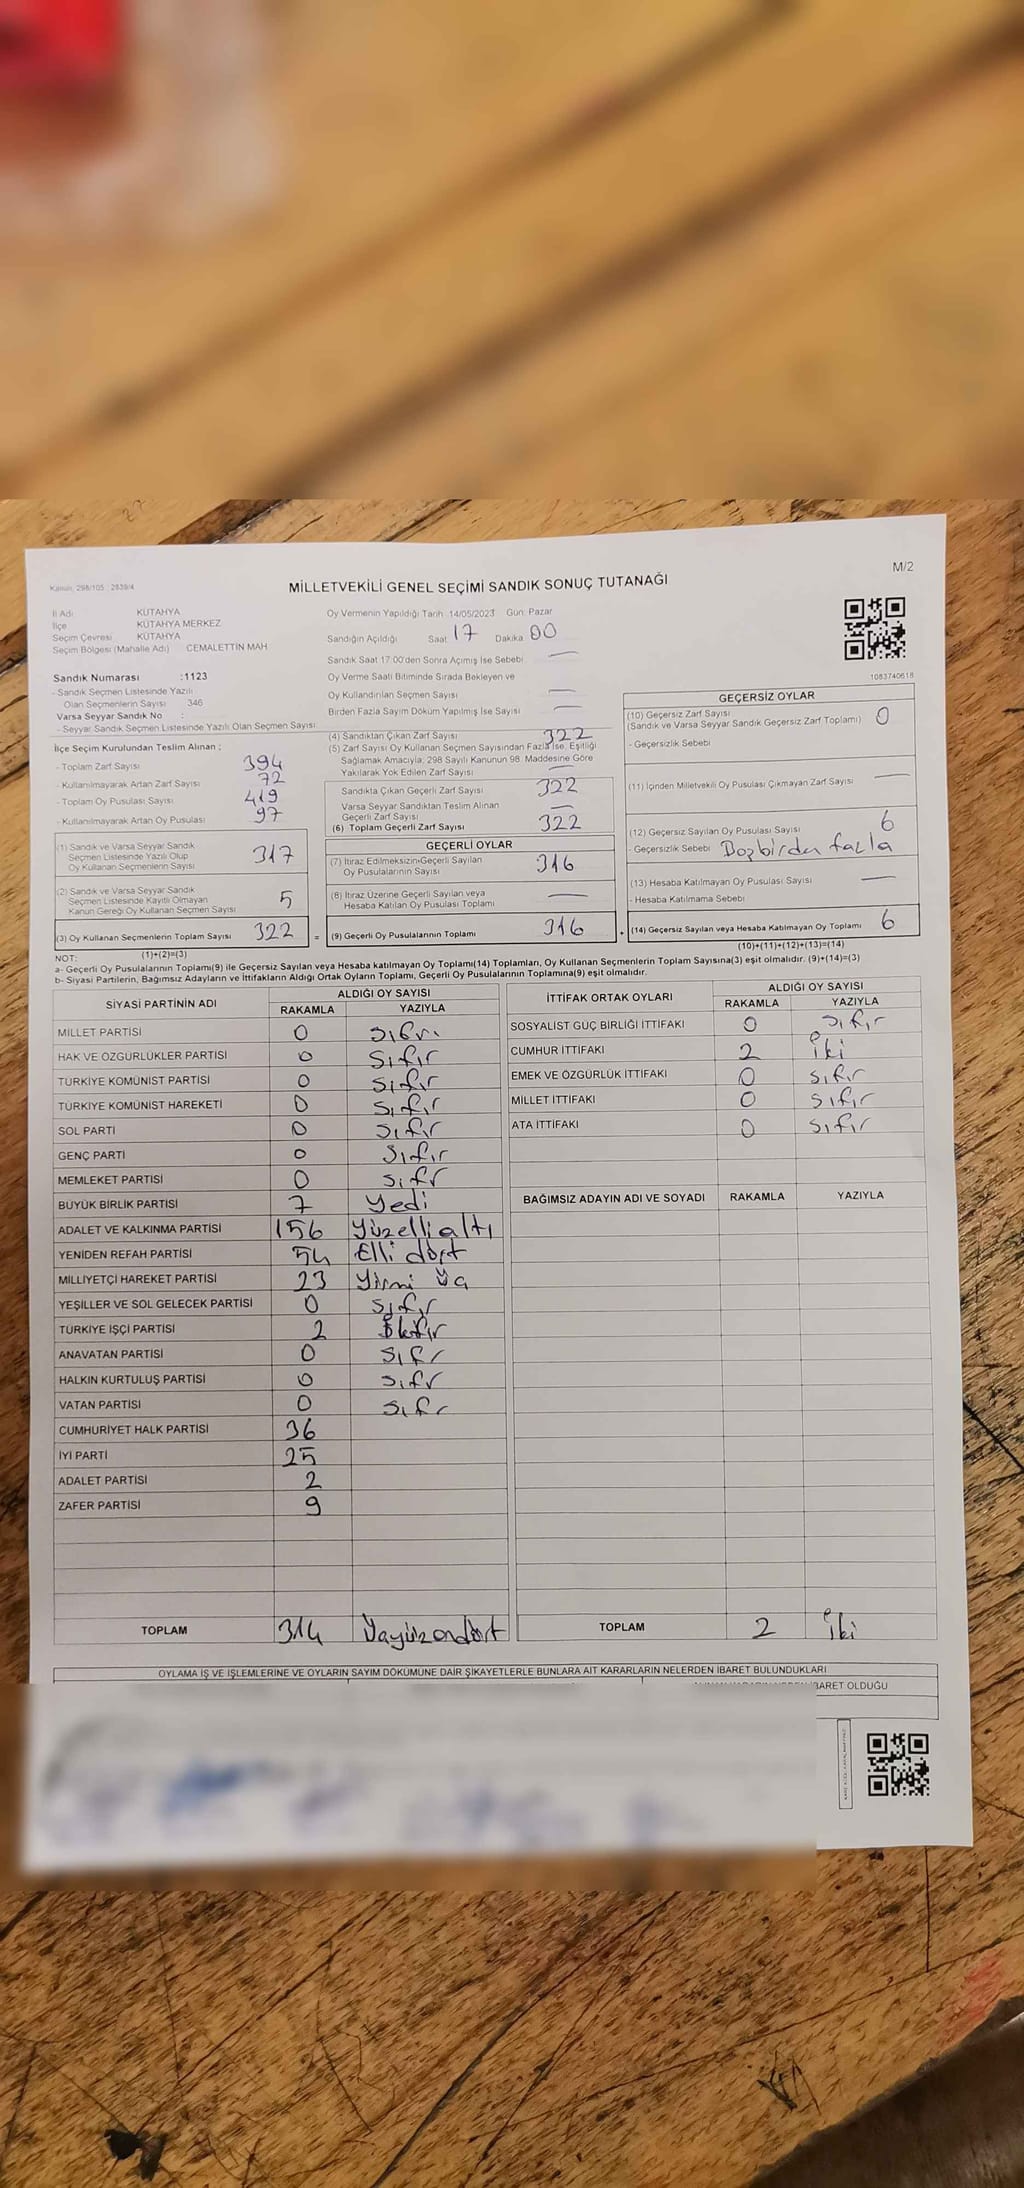 Kanun: 298/105 ; 2839/4
MİLLETVEKİLİ GENEL SEÇİMİ SANDIK SONUÇ TUTANAĞI
M/2
İl Adı KÜTAHYA
İlçe KÜTAHYA MERKEZ
Seçim Çevresi KÜTAHYA
Seçim Bölgesi (Mahalle Adı) CEMALETTİN MAH
Sandık Numarası :1123
- Sandık Seçmen Listesinde Yazılı
Olan Seçmenlerin Sayısı 346
Varsa Seyyar Sandık No :
- Seyyar Sandık Seçmen Listesinde Yazılı Olan Seçmen Sayısı:
Oy Vermenin Yapıldığı Tarih :14/05/2023 Gün: Pazar
Sandığın Açıldığı Saat 17 Dakika 00
Sandık Saat 17:00'den Sonra Açımış İse Sebebi —
Oy Verme Saati Bitiminde Sırada Bekleyen ve
Oy Kullandırılan Seçmen Sayısı —
Birden Fazla Sayım Döküm Yapılmış İse Sayısı —
1083740618
İlçe Seçim Kurulundan Teslim Alınan ;
- Toplam Zarf Sayısı 394
- Kullanılmayarak Artan Zarf Sayısı 72
- Toplam Oy Pusulası Sayısı 419
- Kullanılmayarak Artan Oy Pusulası 97
(1) Sandık ve Varsa Seyyar Sandık
Seçmen Listesinde Yazılı Olup
Oy Kullanan Seçmenlerin Sayısı 317
(2) Sandık ve Varsa Seyyar Sandık
Seçmen Listesinde Kayıtlı Olmayan
Kanun Gereği Oy Kullanan Seçmen Sayısı 5
(3) Oy Kullanan Seçmenlerin Toplam Sayısı 322
(1)+(2)=(3)
(4) Sandıktan Çıkan Zarf Sayısı 322
(5) Zarf Sayısı Oy Kullanan Seçmen Sayısından Fazla İse, Eşitliği
Sağlamak Amacıyla; 298 Sayılı Kanunun 98. Maddesine Göre
Yakılarak Yok Edilen Zarf Sayısı —
Sandıkta Çıkan Geçerli Zarf Sayısı 322
Varsa Seyyar Sandıktan Teslim Alınan
Geçerli Zarf Sayısı —
(6) Toplam Geçerli Zarf Sayısı 322
GEÇERLİ OYLAR
(7) İtiraz Edilmeksizin Geçerli Sayılan
Oy Pusulalarının Sayısı 316
(8) İtiraz Üzerine Geçerli Sayılan veya
Hesaba Katılan Oy Pusulası Toplamı —
= (9) Geçerli Oy Pusulalarının Toplamı 316
GEÇERSİZ OYLAR
(10) Geçersiz Zarf Sayısı
(Sandık ve Varsa Seyyar Sandık Geçersiz Zarf Toplamı) 0
- Geçersizlik Sebebi
(11) İçinden Milletvekili Oy Pusulası Çıkmayan Zarf Sayısı —
(12) Geçersiz Sayılan Oy Pusulası Sayısı 6
- Geçersizlik Sebebi fazla
(13) Hesaba Katılmayan Oy Pusulası Sayısı —
- Hesaba Katılmama Sebebi
+ (14) Geçersiz Sayılan veya Hesaba Katılmayan Oy Toplamı 6
(10)+(11)+(12)+(13)=(14)
NOT:
a- Geçerli Oy Pusulalarının Toplamı(9) ile Geçersiz Sayılan veya Hesaba katılmayan Oy Toplamı(14) Toplamları, Oy Kullanan Seçmenlerin Toplam Sayısına(3) eşit olmalıdır. (9)+(14)=(3)
b- Siyasi Partilerin, Bağımsız Adayların ve İttifakların Aldığı Ortak Oyların Toplamı, Geçerli Oy Pusulalarının Toplamına(9) eşit olmalıdır.
SİYASİ PARTİNİN ADI ALDIĞI OY SAYISI
RAKAMLA YAZIYLA
MİLLET PARTİSİ 0
HAK VE ÖZGÜRLÜKLER PARTİSİ 0 sıfır
TÜRKİYE KOMÜNİST PARTİSİ 0 sıfır
TÜRKİYE KOMÜNİST HAREKETİ 0 sıfır
SOL PARTİ 0 sıfır
GENÇ PARTİ 0 sıfır
MEMLEKET PARTİSİ 0 sıfr
BÜYÜK BİRLİK PARTİSİ 7 yedi
ADALET VE KALKINMA PARTİSİ 156 Yüzellialtı
YENİDEN REFAH PARTİSİ 54 Elli dört
MİLLİYETÇİ HAREKET PARTİSİ 23
YEŞİLLER VE SOL GELECEK PARTİSİ 0 sıfır
TÜRKİYE İŞÇİ PARTİSİ 2
ANAVATAN PARTİSİ 0 sıfr
HALKIN KURTULUŞ PARTİSİ 0 sıfr
VATAN PARTİSİ 0 sıfr
CUMHURİYET HALK PARTİSİ 36
İYİ PARTİ 25
ADALET PARTİSİ 2
ZAFER PARTİSİ 9
TOPLAM 314
İTTİFAK ORTAK OYLARI ALDIĞI OY SAYISI
RAKAMLA YAZIYLA
SOSYALİST GÜÇ BİRLİĞİ İTTİFAKI 0 sıfır
CUMHUR İTTİFAKI 2 iki
EMEK VE ÖZGÜRLÜK İTTİFAKI 0 sıfır
MİLLET İTTİFAKI 0 sıfır
ATA İTTİFAKI 0 sıfır
BAĞIMSIZ ADAYIN ADI VE SOYADI RAKAMLA YAZIYLA
TOPLAM 2 iki
OYLAMA İŞ VE İŞLEMLERİNE VE OYLARIN SAYIM DÖKÜMÜNE DAİR ŞİKAYETLERLE BUNLARA AİT KARARLARIN NELERDEN İBARET BULUNDUKLARI
İBARET OLDUĞU